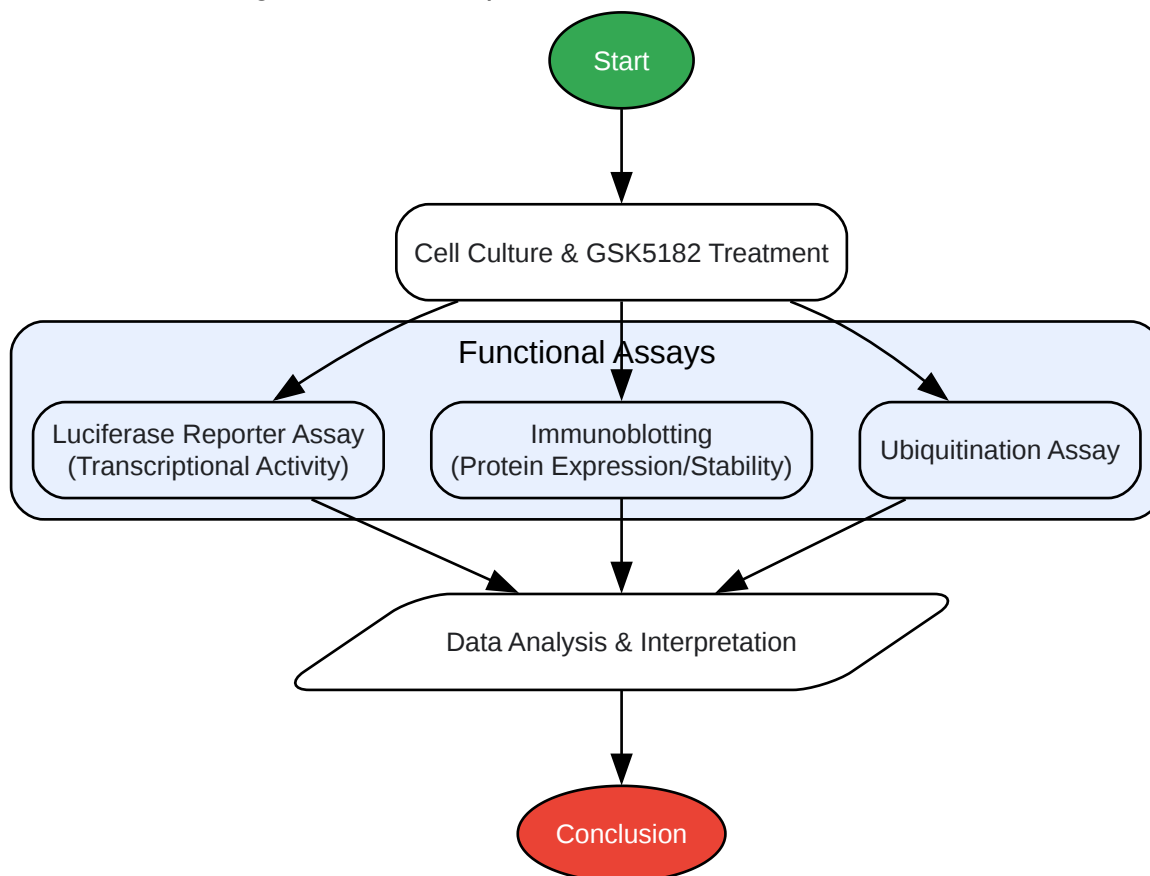 Start
Cell Culture & GSK5182 Treatment
Functional Assays
Luciferase Reporter Assay
(Transcriptional Activity)
Immunoblotting
(Protein Expression/Stability)
Ubiquitination Assay
Data Analysis & Interpretation
Conclusion